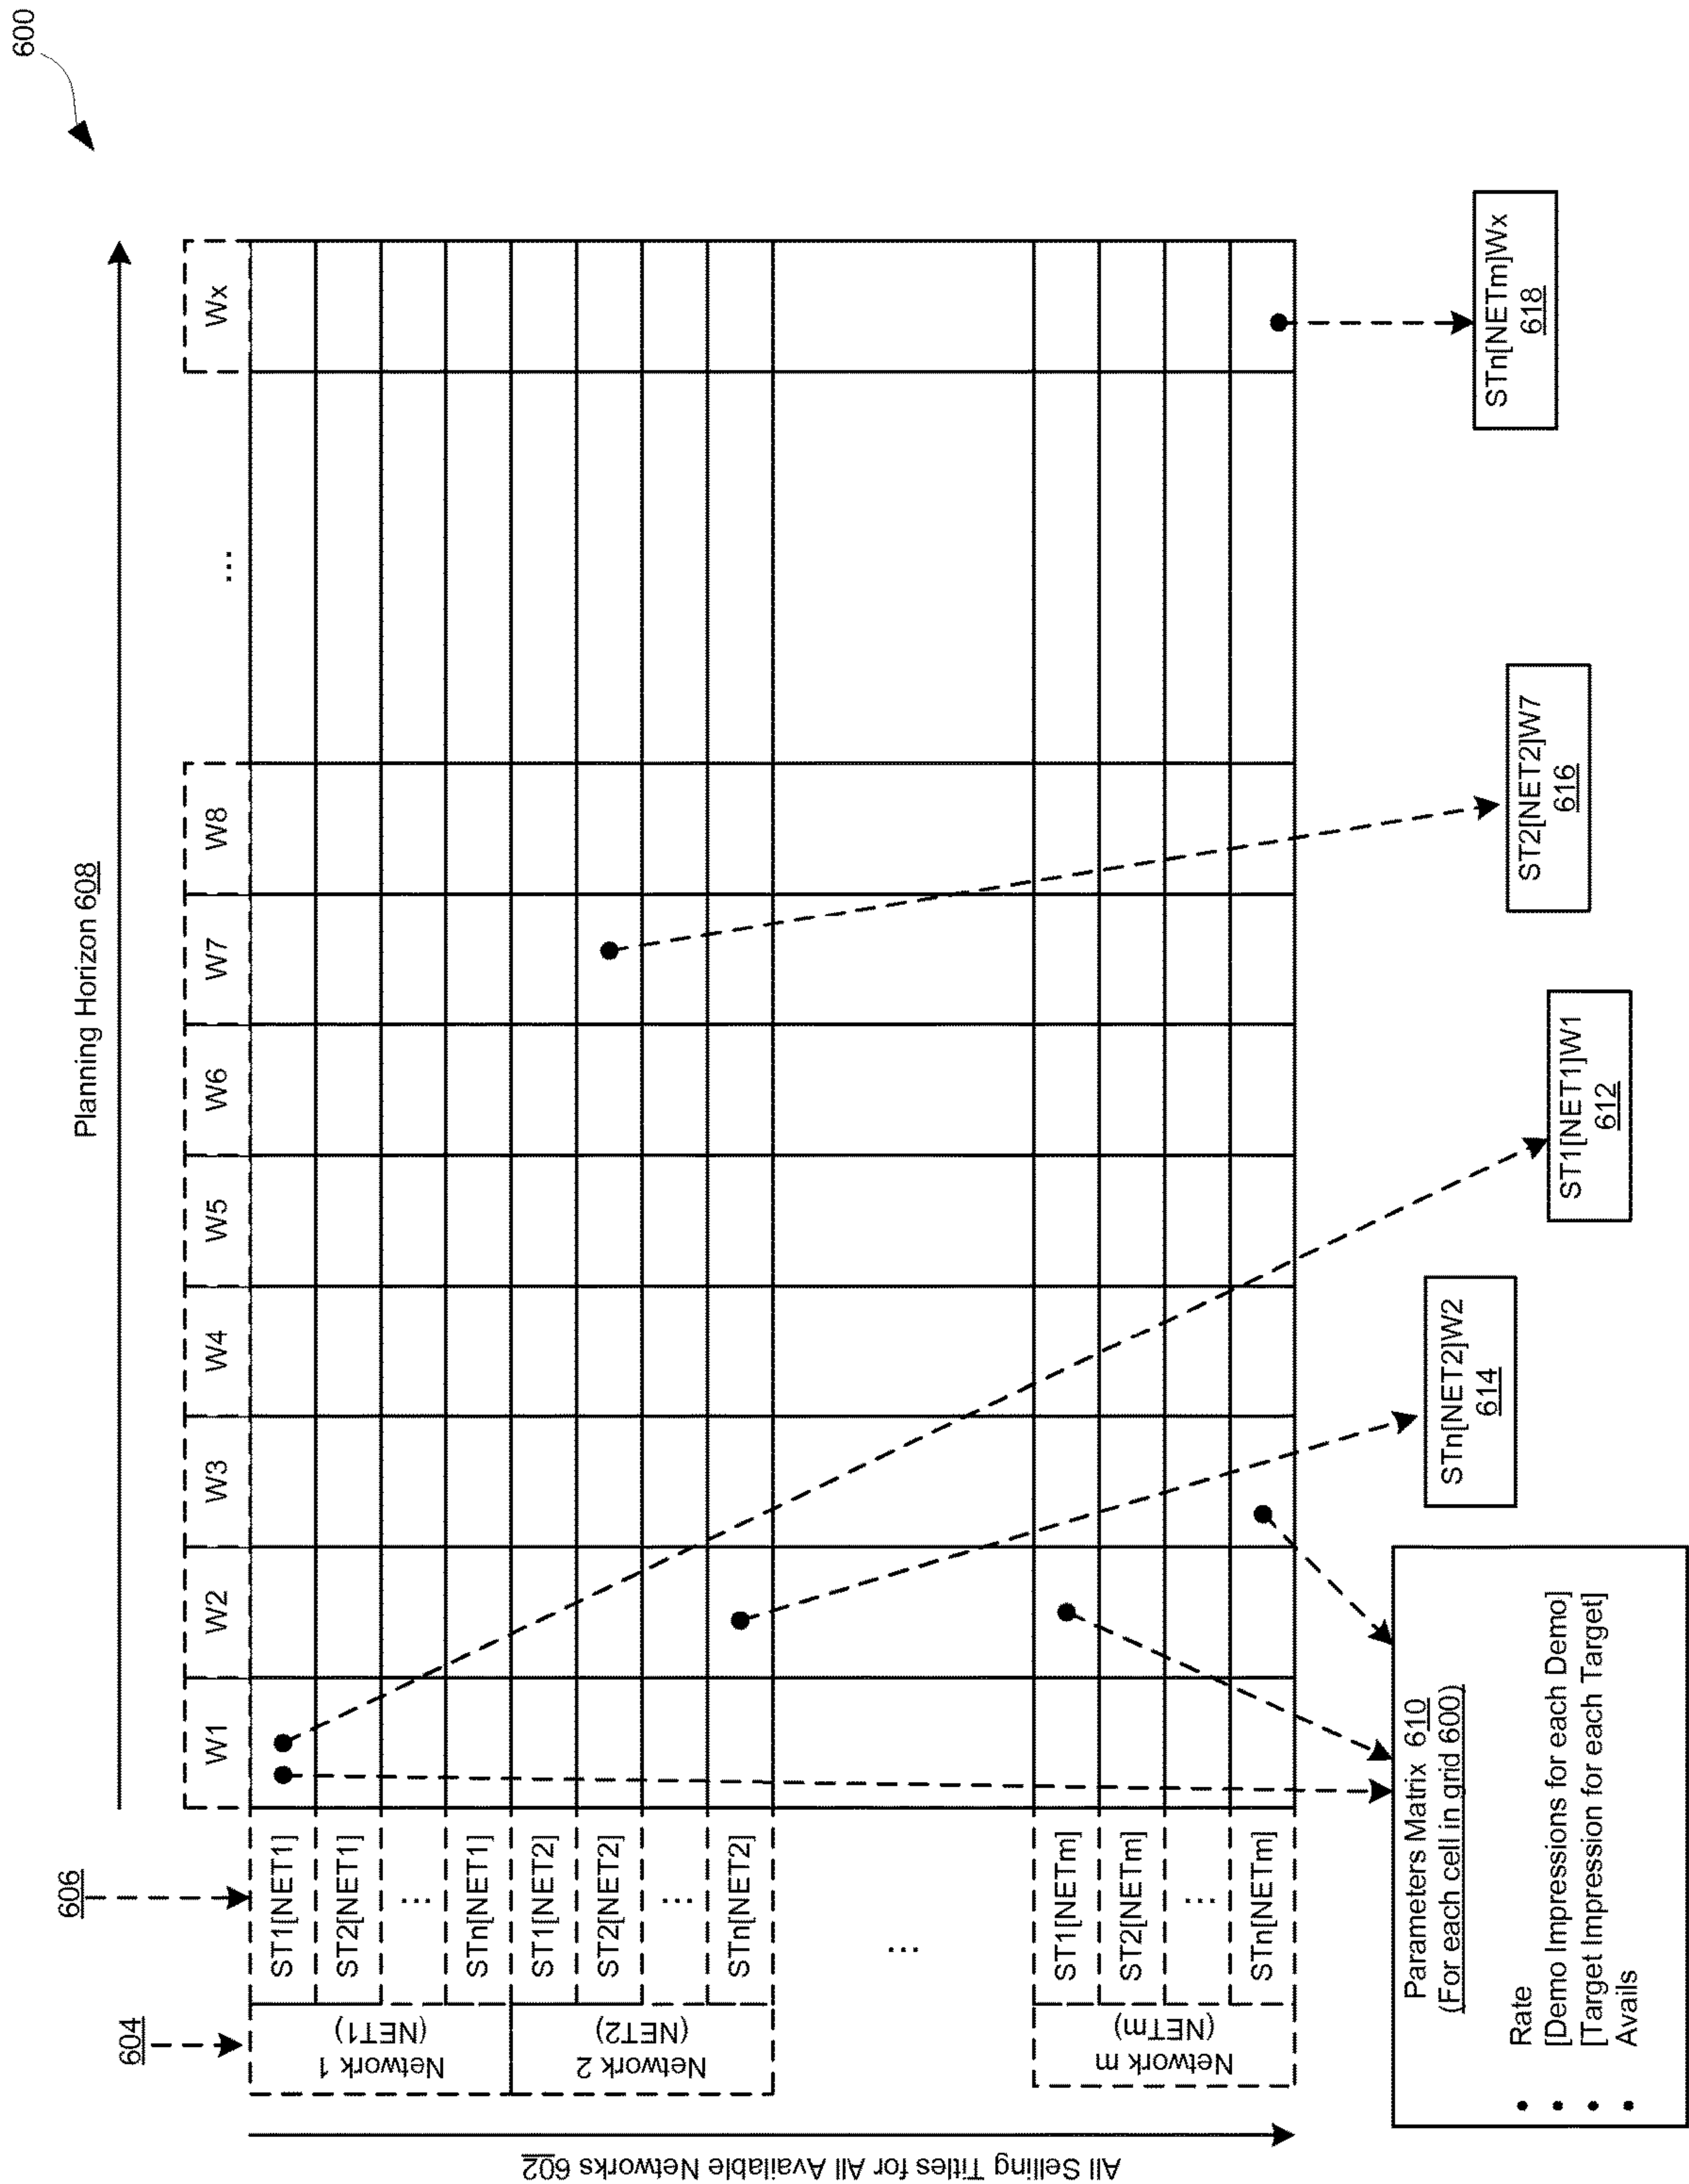 600
Planning Horizon 608
W1 W2 W3 W4 W5 W6 W7 W8 ... Wx
604
606
All Selling Titles for All Available Networks 602
Network 1
(NET1)
ST1[NET1]
ST2[NET1]
...
STn[NET1]
Network 2
(NET2)
ST1[NET2]
ST2[NET2]
...
STn[NET2]
...
Network m
(NETm)
ST1[NETm]
ST2[NETm]
...
STn[NETm]
Parameters Matrix 610
(For each cell in grid 600)
• Rate
• [Demo Impressions for each Demo]
• [Target Impression for each Target]
• Avails
STn[NET2]W2
614
ST1[NET1]W1
612
ST2[NET2]W7
616
STn[NETm]Wx
618